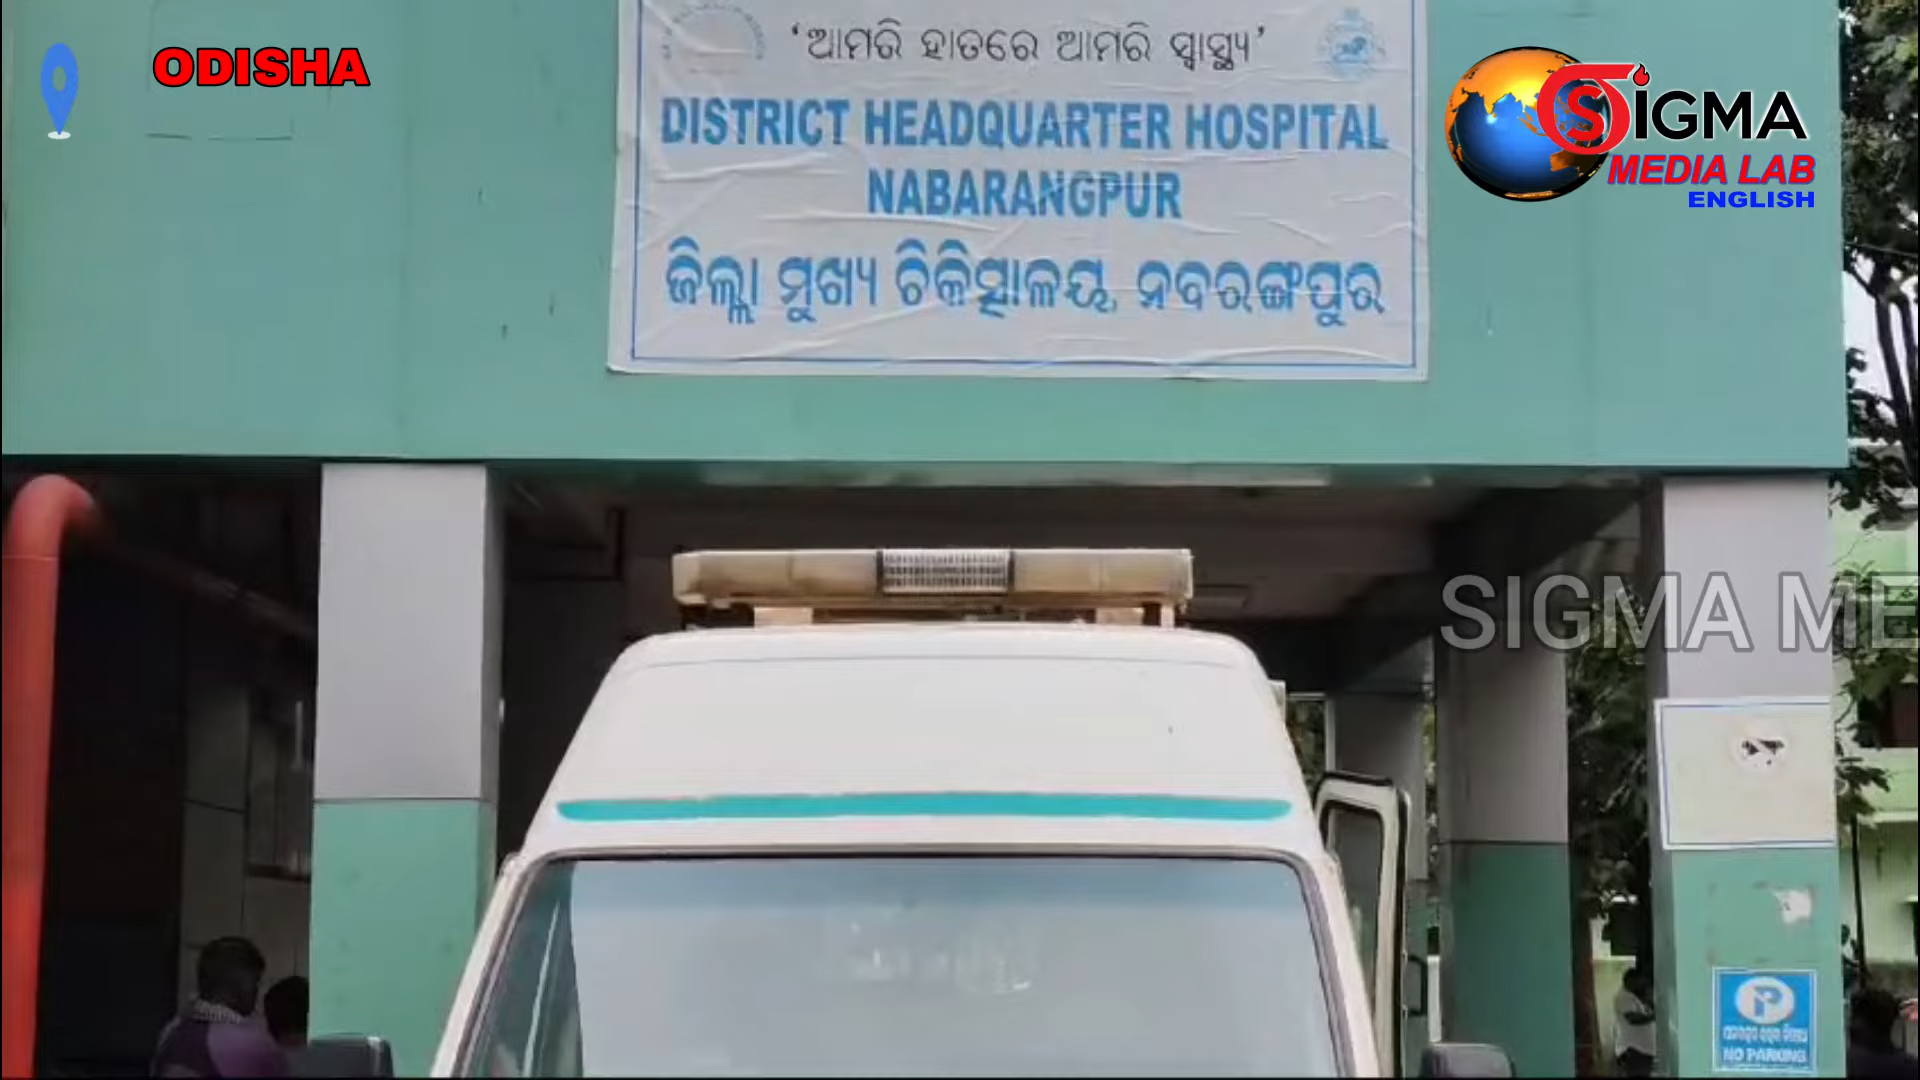 ODISHA
'ଆମରି ହାତରେ ଆମରି ସ୍ୱାସ୍ଥ୍ୟ'
DISTRICT HEADQUARTER HOSPITAL
NABARANGPUR
ଜିଲ୍ଲା ମୁଖ୍ୟ ଚିକିତ୍ସାଳୟ, ନବରଙ୍ଗପୁର
SIGMA
MEDIA LAB
ENGLISH
SIGMA ME
P
NO PARKING